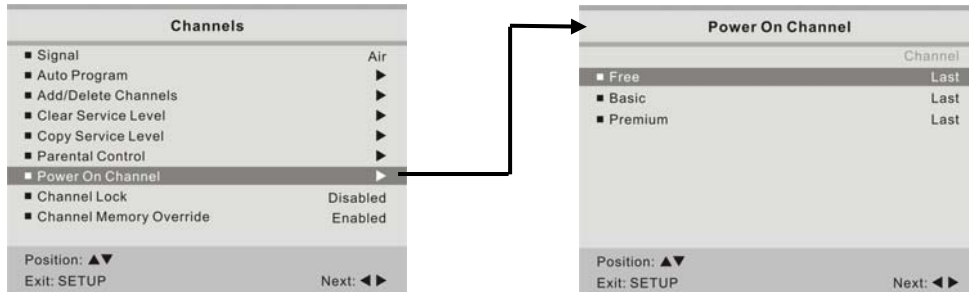 Channels
■ Signal Air
■ Auto Program ▶
■ Add/Delete Channels ▶
■ Clear Service Level ▶
■ Copy Service Level ▶
■ Parental Control ▶
■ Power On Channel ▶
■ Channel Lock Disabled
■ Channel Memory Override Enabled
Position: ▲▼
Exit: SETUP Next: ◀ ▶
Power On Channel
Channel
■ Free Last
■ Basic Last
■ Premium Last
Position: ▲▼
Exit: SETUP Next: ◀ ▶